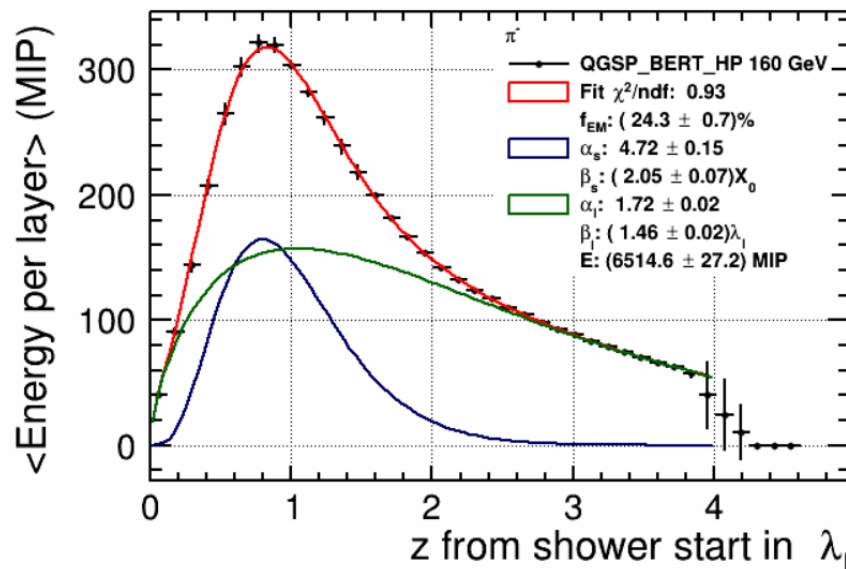 <Energy per layer> (MIP)
300
200
100
0
π⁻
QGSP_BERT_HP 160 GeV
Fit χ²/ndf: 0.93
f_EM: ( 24.3 ± 0.7)%
α_s: 4.72 ± 0.15
β_s: ( 2.05 ± 0.07)X_0
α_l: 1.72 ± 0.02
β_l: ( 1.46 ± 0.02)λ_I
E: (6514.6 ± 27.2) MIP
0 1 2 3 4
z from shower start in λ_I